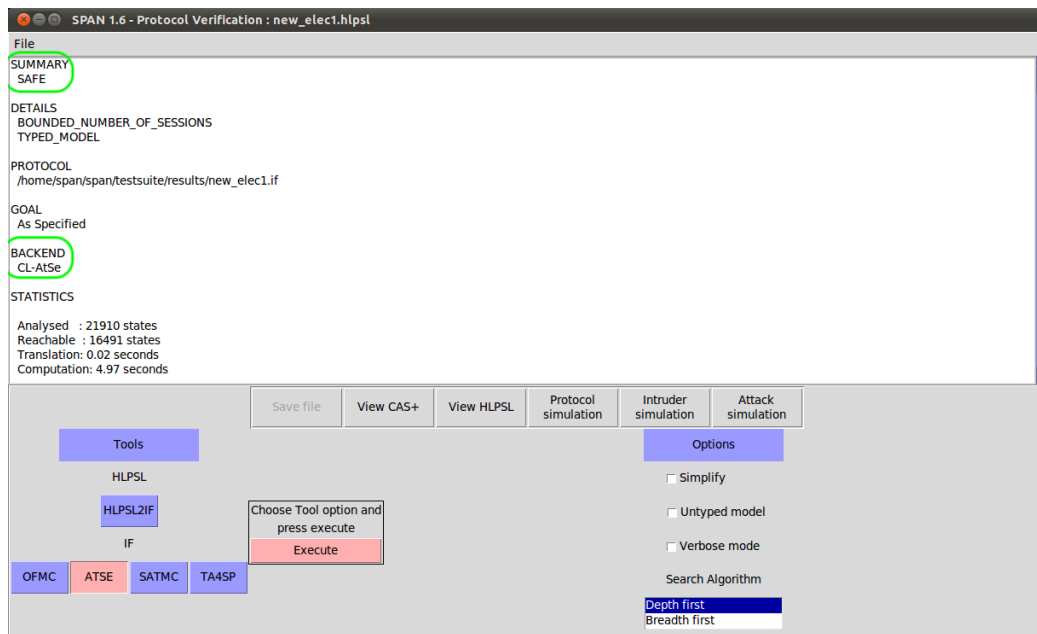 SPAN 1.6 - Protocol Verification : new_elec1.hlpsl
File
SUMMARY
SAFE
DETAILS
BOUNDED_NUMBER_OF_SESSIONS
TYPED_MODEL
PROTOCOL
/home/span/span/testsuite/results/new_elec1.if
GOAL
As Specified
BACKEND
CL-AtSe
STATISTICS
Analysed : 21910 states
Reachable : 16491 states
Translation: 0.02 seconds
Computation: 4.97 seconds
Save file
View CAS+
View HLPSL
Protocol
simulation
Intruder
simulation
Attack
simulation
Tools
HLPSL
HLPSL2IF
IF
OFMC
ATSE
SATMC
TA4SP
Choose Tool option and
press execute
Execute
Options
Simplify
Untyped model
Verbose mode
Search Algorithm
Depth first
Breadth first